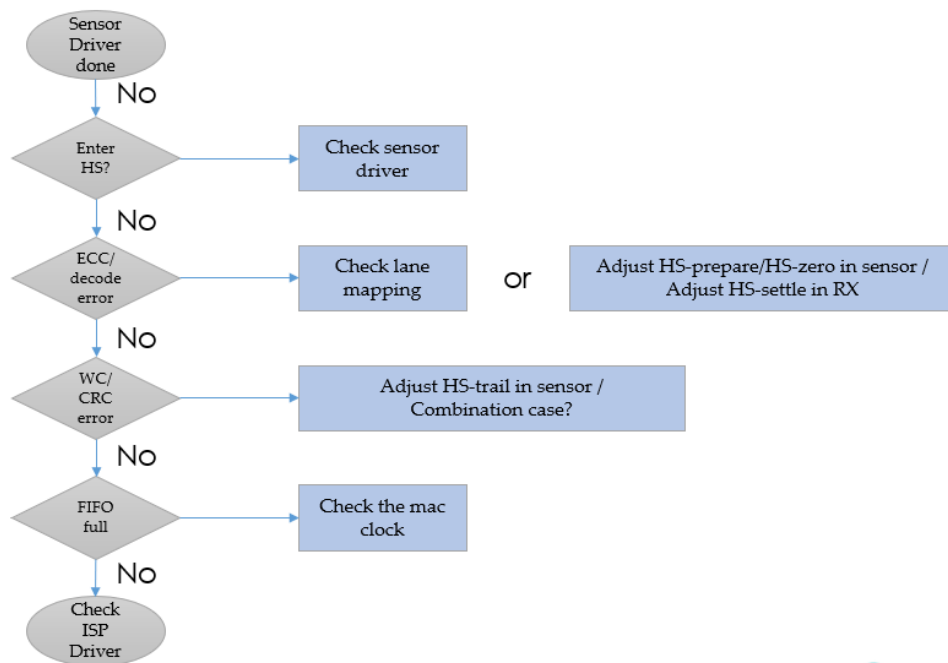 Sensor
Driver
done
No
Enter
HS?
Check sensor
driver
No
ECC/
decode
error
Check lane
mapping
or
Adjust HS-prepare/HS-zero in sensor /
Adjust HS-settle in RX
No
WC/
CRC
error
Adjust HS-trail in sensor /
Combination case?
No
FIFO
full
Check the mac
clock
No
Check
ISP
Driver